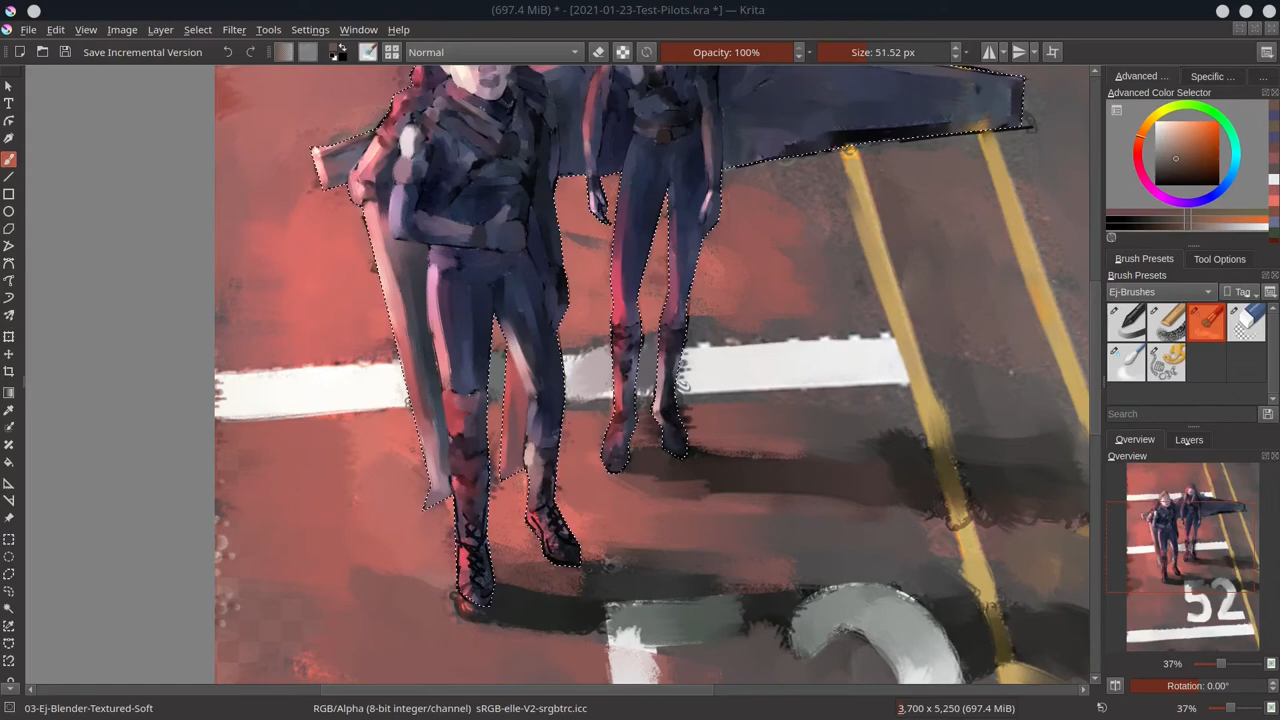 (697.4 MiB) * - [2021-01-23-Test-Pilots.kra *] — Krita
File Edit View Image Layer Select Filter Tools Settings Window Help
Save Incremental Version Normal Opacity: 100% Size: 51.52 px
Advanced ... Specific ... ...
Advanced Color Selector
Brush Presets Tool Options
Brush Presets
Ej-Brushes Tag
Search
Overview Layers
Overview
52
37%
Rotation: 0.00°
03-Ej-Blender-Textured-Soft RGB/Alpha (8-bit integer/channel) sRGB-elle-V2-srgbtrc.icc 3,700 x 5,250 (697.4 MiB) 37%